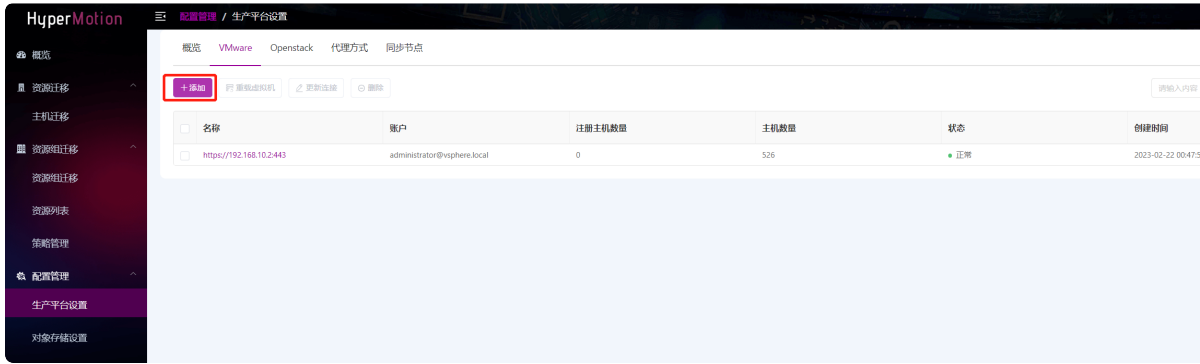 HyperMotion
配置管理 / 生产平台设置
概览
资源迁移
主机迁移
资源组迁移
资源组迁移
资源列表
策略管理
配置管理
生产平台设置
对象存储设置
概览 VMware Openstack 代理方式 同步节点
+添加 重载虚拟机 更新连接 删除 请输入内容
名称 账户 注册主机数量 主机数量 状态 创建时间
https://192.168.10.2:443 administrator@vsphere.local 0 526 正常 2023-02-22 00:47:5